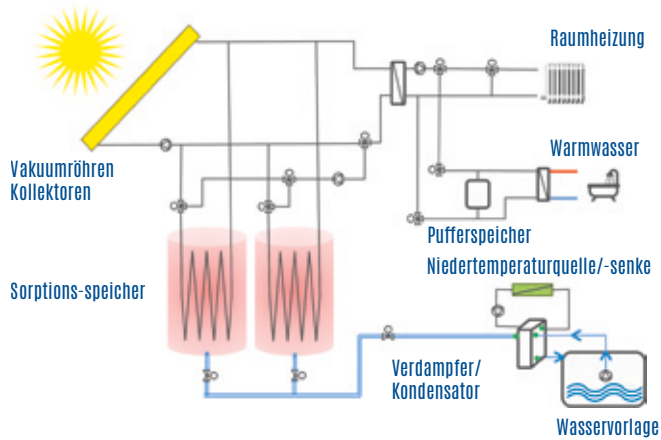 Raumheizung
Warmwasser
Vakuumröhren
Kollektoren
Pufferspeicher
Niedertemperaturquelle/-senke
Sorptions-speicher
Verdampfer/
Kondensator
Wasservorlage